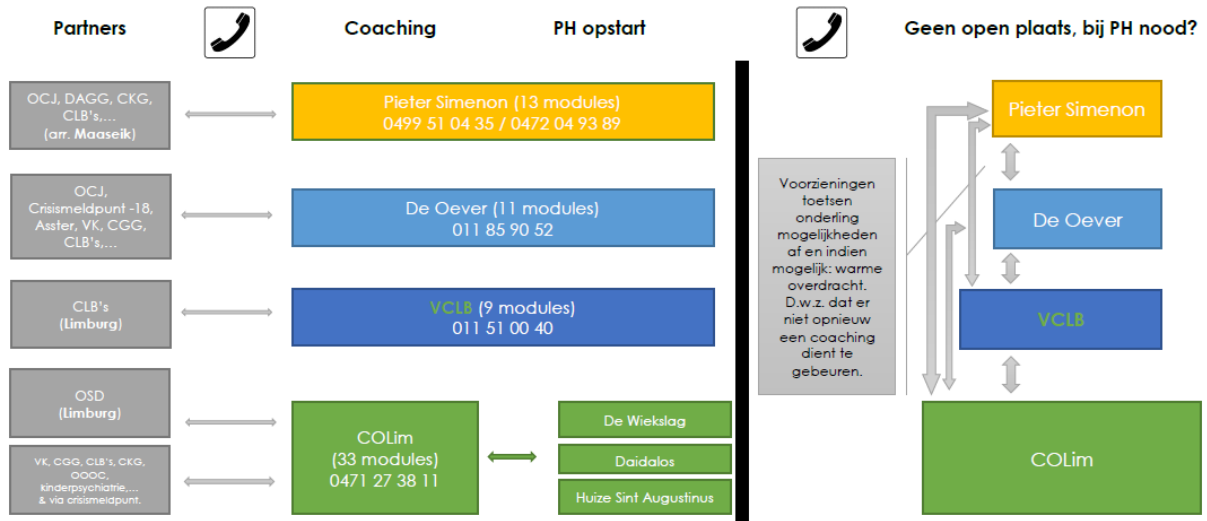 Partners
Coaching
PH opstart
OCJ, DAGG, CKG,
CLB's,...
(arr. Maaseik)
Pieter Simenon (13 modules)
0499 51 04 35 / 0472 04 93 89
OCJ,
Crisismeldpunt -18,
Asster, VK, CGG,
CLB's,...
De Oever (11 modules)
011 85 90 52
CLB's
(Limburg)
VCLB (9 modules)
011 51 00 40
OSD
(Limburg)
VK, CGG, CLB's, CKG,
OOOC,
kinderpsychiatrie,...
& via crisismeldpunt.
COLim
(33 modules)
0471 27 38 11
De Wiekslag
Daidalos
Huize Sint Augustinus
Geen open plaats, bij PH nood?
Voorzieningen
toetsen
onderling
mogelijkheden
af en indien
mogelijk: warme
overdracht.
D.w.z. dat er
niet opnieuw
een coaching
dient te
gebeuren.
Pieter Simenon
De Oever
VCLB
COLim